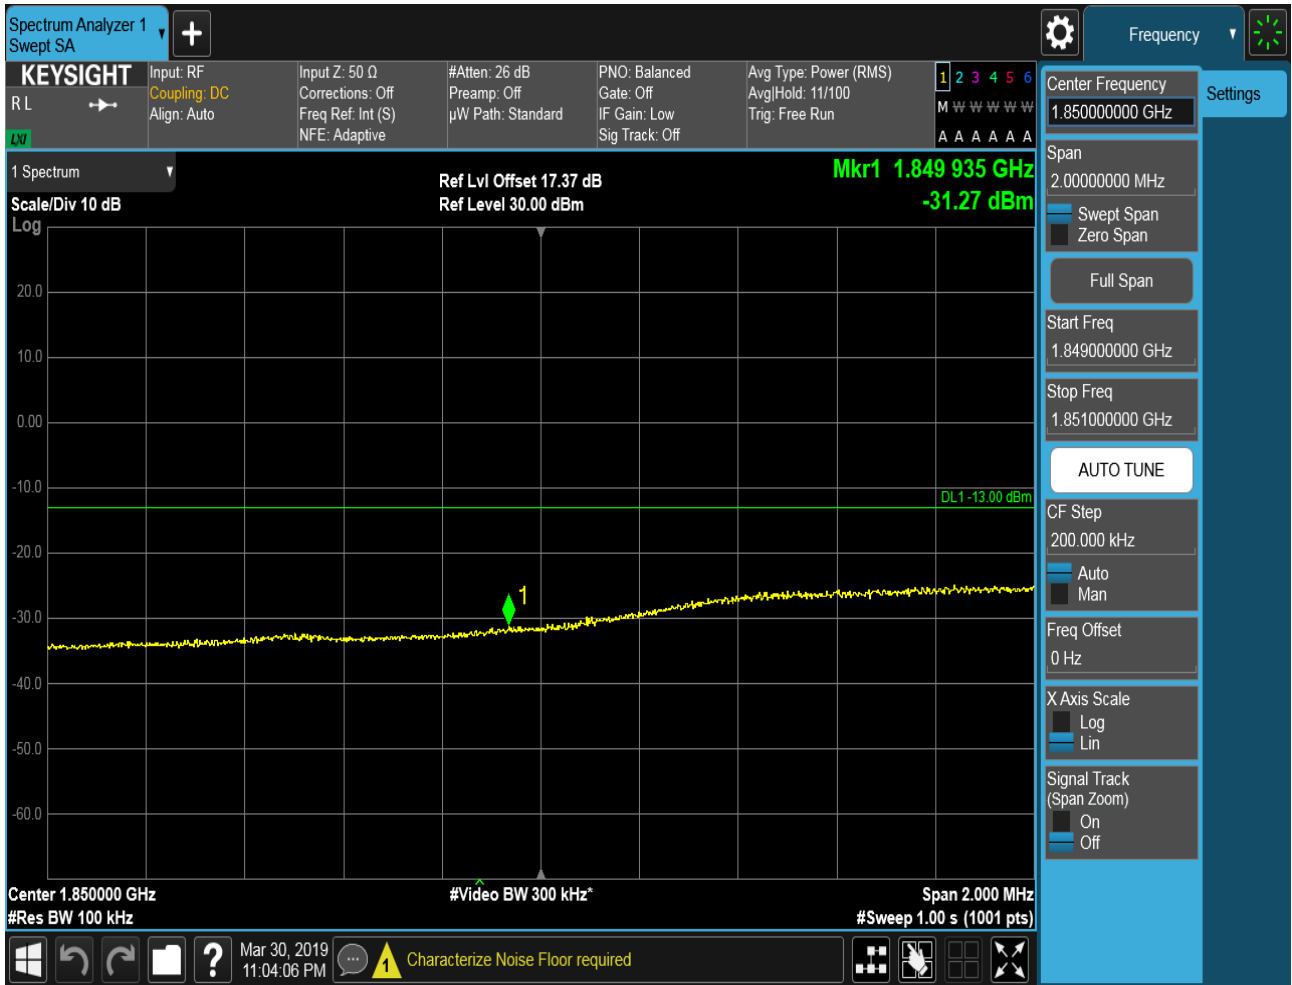 Spectrum Analyzer 1
Swept SA
+
Frequency
KEYSIGHT
R L
LXI
Input: RF
Coupling: DC
Align: Auto
Input Z: 50 Ω
Corrections: Off
Freq Ref: Int (S)
NFE: Adaptive
#Atten: 26 dB
Preamp: Off
µW Path: Standard
PNO: Balanced
Gate: Off
IF Gain: Low
Sig Track: Off
Avg Type: Power (RMS)
Avg|Hold: 11/100
Trig: Free Run
1 2 3 4 5 6
M W W W W W
A A A A A A
1 Spectrum
Scale/Div 10 dB
Log
Ref Lvl Offset 17.37 dB
Ref Level 30.00 dBm
Mkr1 1.849 935 GHz
-31.27 dBm
20.0
10.0
0.00
-10.0
-20.0
-30.0
-40.0
-50.0
-60.0
DL1 -13.00 dBm
1
Center 1.850000 GHz
#Res BW 100 kHz
#Video BW 300 kHz*
Span 2.000 MHz
#Sweep 1.00 s (1001 pts)
Center Frequency
1.850000000 GHz
Settings
Span
2.00000000 MHz
Swept Span
Zero Span
Full Span
Start Freq
1.849000000 GHz
Stop Freq
1.851000000 GHz
AUTO TUNE
CF Step
200.000 kHz
Auto
Man
Freq Offset
0 Hz
X Axis Scale
Log
Lin
Signal Track
(Span Zoom)
On
Off
?
Mar 30, 2019
11:04:06 PM
1
Characterize Noise Floor required